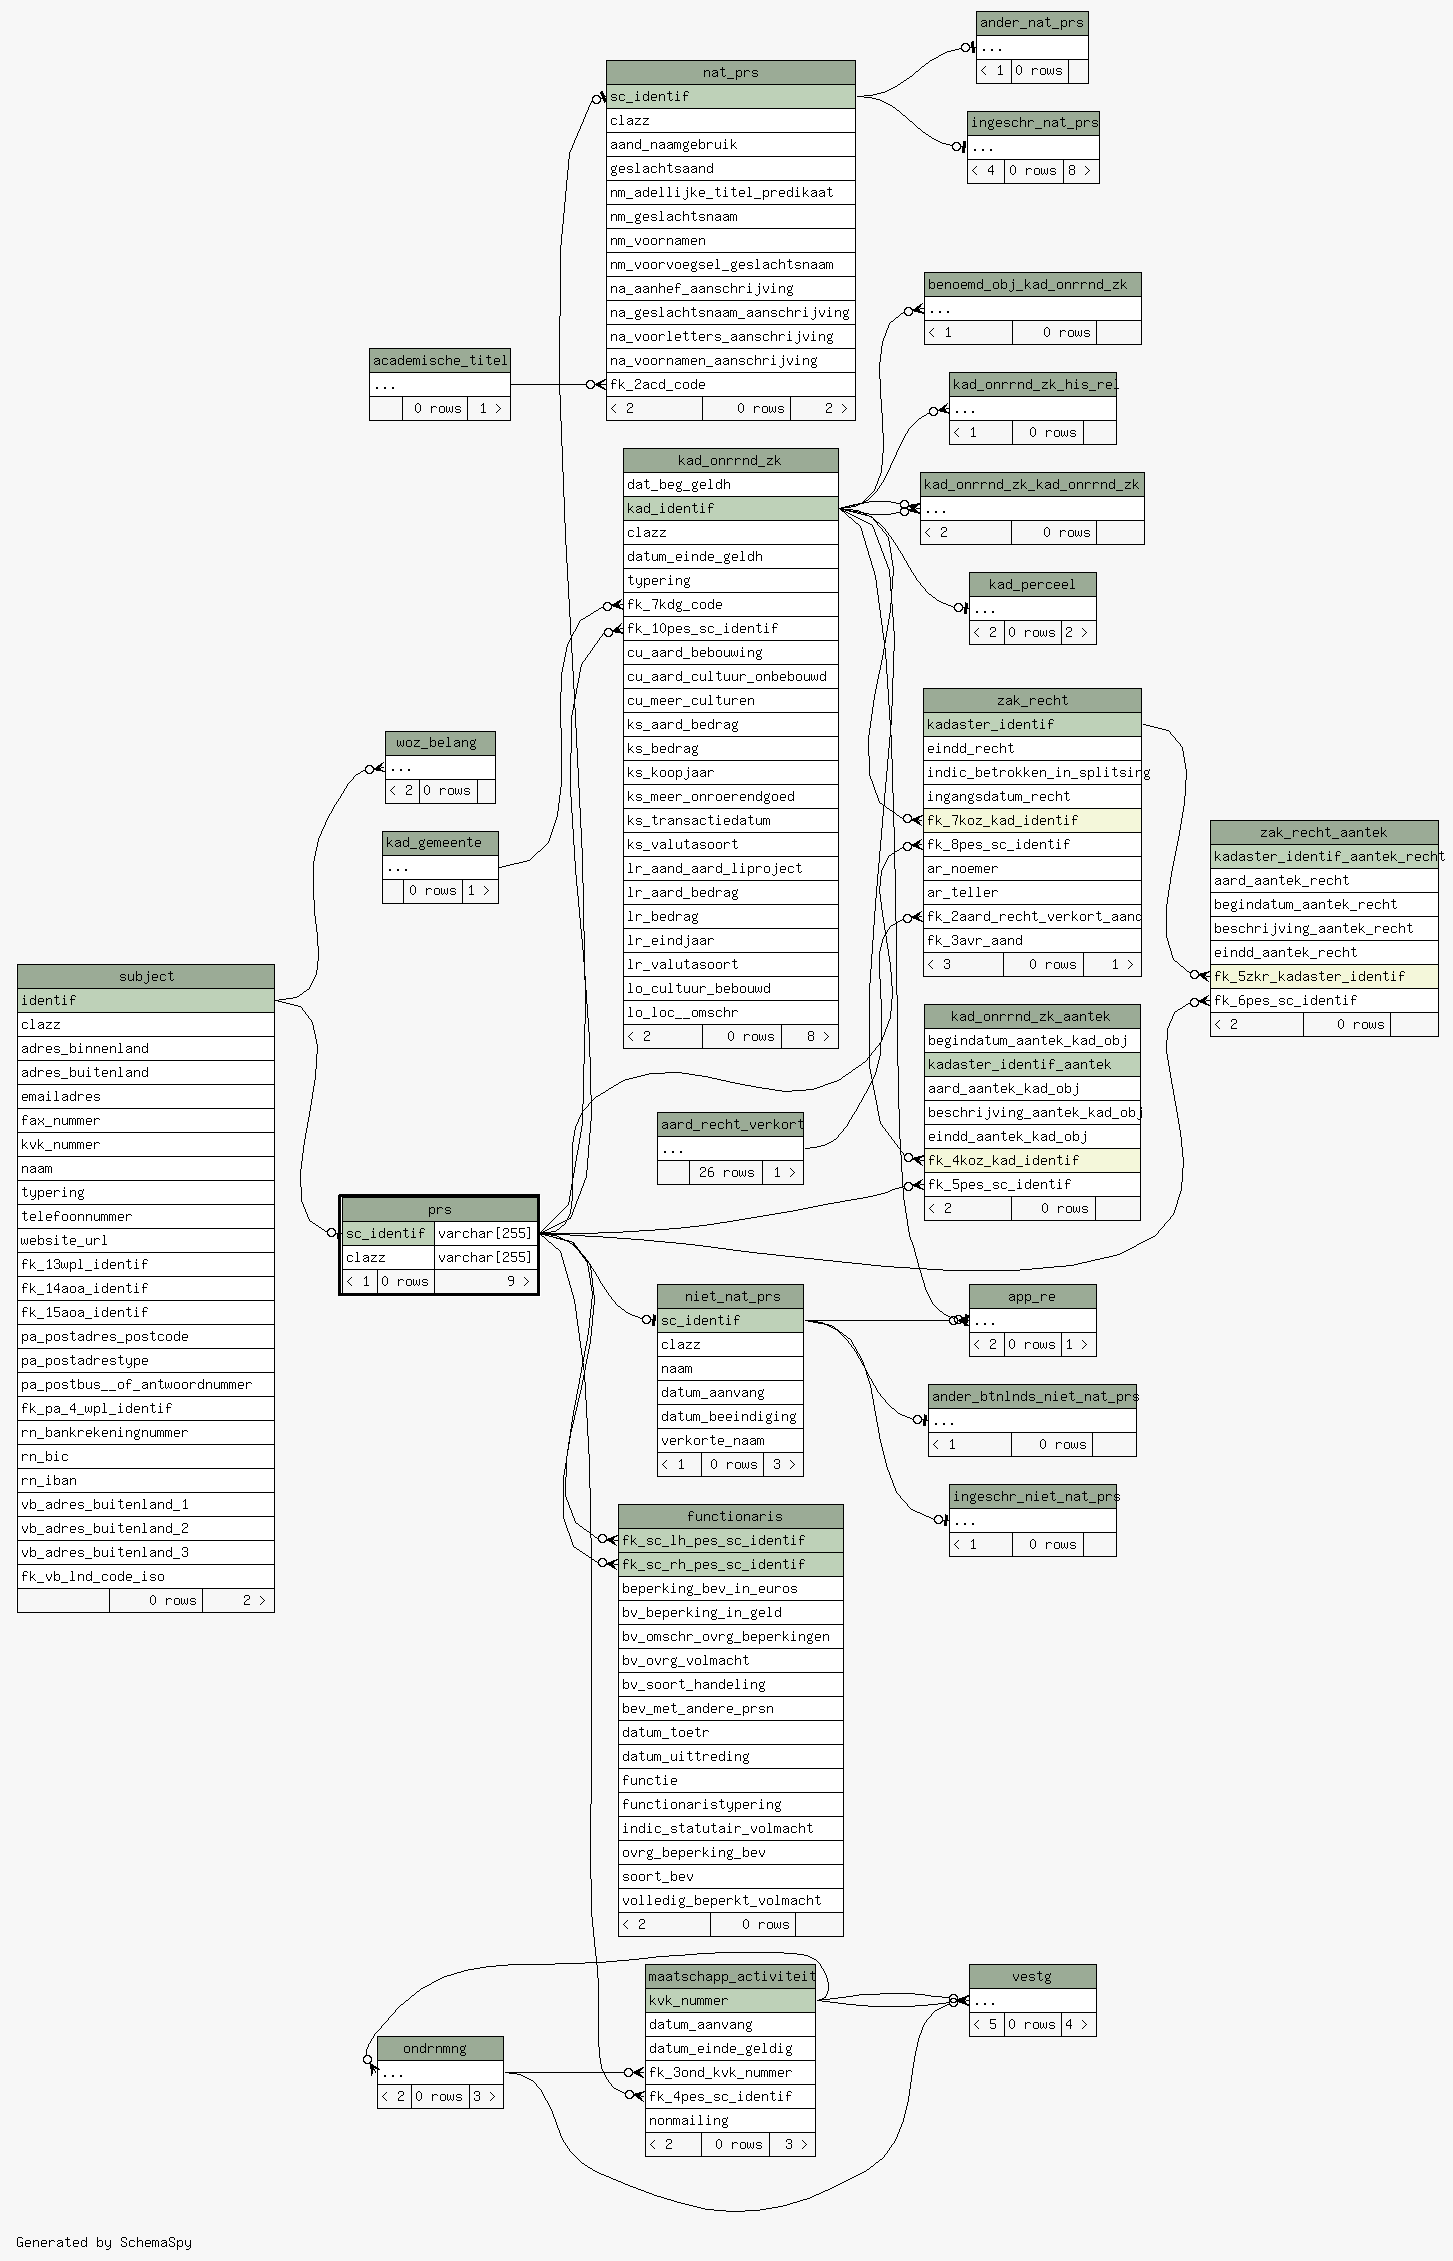 ander_nat_prs
...
< 1 0 rows
nat_prs
sc_identif
clazz
aand_naamgebruik
geslachtsaand
nm_adellijke_titel_predikaat
nm_geslachtsnaam
nm_voornamen
nm_voorvoegsel_geslachtsnaam
na_aanhef_aanschrijving
na_geslachtsnaam_aanschrijving
na_voorletters_aanschrijving
na_voornamen_aanschrijving
fk_2acd_code
< 2 0 rows 2 >
ingeschr_nat_prs
...
< 4 0 rows 8 >
benoemd_obj_kad_onrrnd_zk
...
< 1 0 rows
academische_titel
...
0 rows 1 >
kad_onrrnd_zk_his_rel
...
< 1 0 rows
kad_onrrnd_zk
dat_beg_geldh
kad_identif
clazz
datum_einde_geldh
typering
fk_7kdg_code
fk_10pes_sc_identif
cu_aard_bebouwing
cu_aard_cultuur_onbebouwd
cu_meer_culturen
ks_aard_bedrag
ks_bedrag
ks_koopjaar
ks_meer_onroerendgoed
ks_transactiedatum
ks_valutasoort
lr_aand_aard_liproject
lr_aard_bedrag
lr_bedrag
lr_eindjaar
lr_valutasoort
lo_cultuur_bebouwd
lo_loc__omschr
< 2 0 rows 8 >
kad_onrrnd_zk_kad_onrrnd_zk
...
< 2 0 rows
kad_perceel
...
< 2 0 rows 2 >
zak_recht
kadaster_identif
eindd_recht
indic_betrokken_in_splitsing
ingangsdatum_recht
fk_7koz_kad_identif
fk_8pes_sc_identif
ar_noemer
ar_teller
fk_2aard_recht_verkort_aand
fk_3avr_aand
< 3 0 rows 1 >
woz_belang
...
< 2 0 rows
kad_gemeente
...
0 rows 1 >
zak_recht_aantek
kadaster_identif_aantek_recht
aard_aantek_recht
begindatum_aantek_recht
beschrijving_aantek_recht
eindd_aantek_recht
fk_5zkr_kadaster_identif
fk_6pes_sc_identif
< 2 0 rows
subject
identif
clazz
adres_binnenland
adres_buitenland
emailadres
fax_nummer
kvk_nummer
naam
typering
telefoonnummer
website_url
fk_13wpl_identif
fk_14aoa_identif
fk_15aoa_identif
pa_postadres_postcode
pa_postadrestype
pa_postbus__of_antwoordnummer
fk_pa_4_wpl_identif
rn_bankrekeningnummer
rn_bic
rn_iban
vb_adres_buitenland_1
vb_adres_buitenland_2
vb_adres_buitenland_3
fk_vb_lnd_code_iso
0 rows 2 >
kad_onrrnd_zk_aantek
begindatum_aantek_kad_obj
kadaster_identif_aantek
aard_aantek_kad_obj
beschrijving_aantek_kad_obj
eindd_aantek_kad_obj
fk_4koz_kad_identif
fk_5pes_sc_identif
< 2 0 rows
aard_recht_verkort
...
26 rows 1 >
prs
sc_identif varchar[255]
clazz varchar[255]
< 1 0 rows 9 >
niet_nat_prs
sc_identif
clazz
naam
datum_aanvang
datum_beeindiging
verkorte_naam
< 1 0 rows 3 >
app_re
...
< 2 0 rows 1 >
ander_btnlnds_niet_nat_prs
...
< 1 0 rows
ingeschr_niet_nat_prs
...
< 1 0 rows
functionaris
fk_sc_lh_pes_sc_identif
fk_sc_rh_pes_sc_identif
beperking_bev_in_euros
bv_beperking_in_geld
bv_omschr_ovrg_beperkingen
bv_ovrg_volmacht
bv_soort_handeling
bev_met_andere_prsn
datum_toetr
datum_uittreding
functie
functionaristypering
indic_statutair_volmacht
ovrg_beperking_bev
soort_bev
volledig_beperkt_volmacht
< 2 0 rows
maatschapp_activiteit
kvk_nummer
datum_aanvang
datum_einde_geldig
fk_3ond_kvk_nummer
fk_4pes_sc_identif
nonmailing
< 2 0 rows 3 >
vestg
...
< 5 0 rows 4 >
ondrnmng
...
< 2 0 rows 3 >
Generated by SchemaSpy